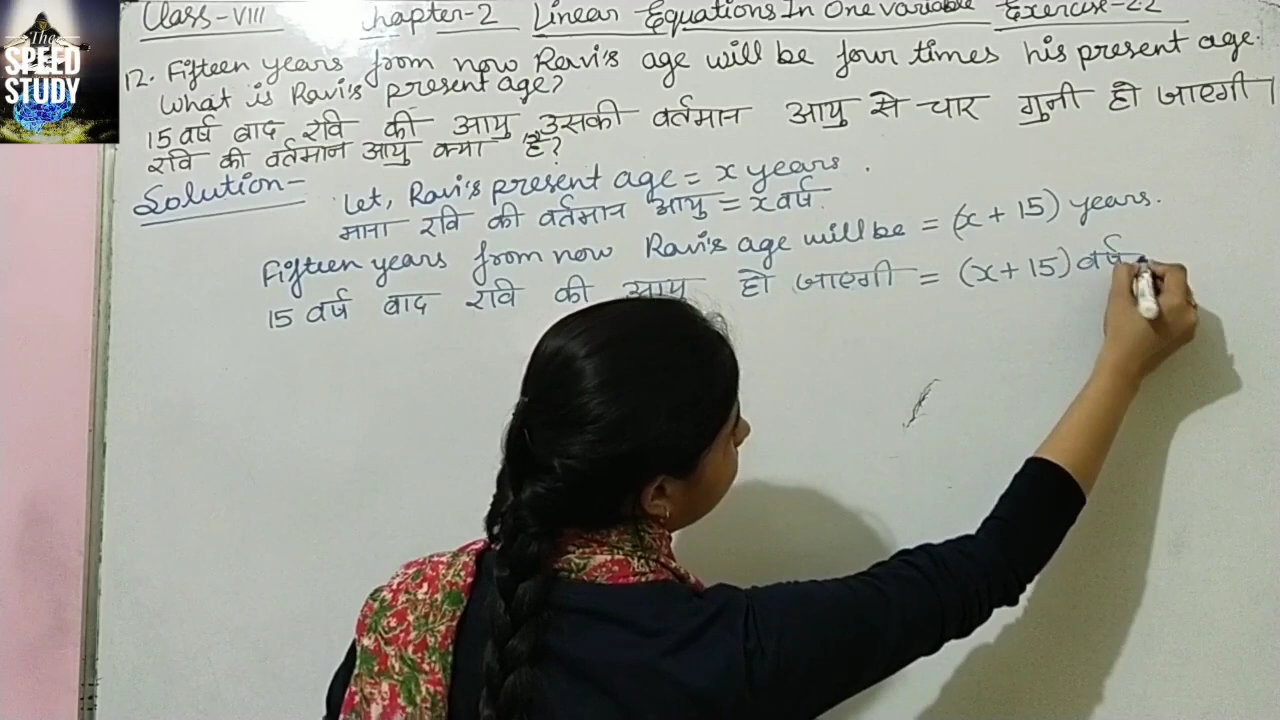 The
SPEED
STUDY
Class-VIII Chapter-2 Linear Equations In One variable Exercise-2.2
12. Fifteen years from now Ravi's age will be four times his present age.
What is Ravi's present age?
15 वर्ष बाद रवि की आयु उसकी वर्तमान आयु से चार गुनी हो जाएगी।
रवि की वर्तमान आयु क्या है?
Solution- Let, Ravi's present age = x years.
माना रवि की वर्तमान आयु = x वर्ष
Fifteen years from now Ravi's age will be = (x + 15) years.
15 वर्ष बाद रवि की आयु हो जाएगी = (x + 15) वर्ष